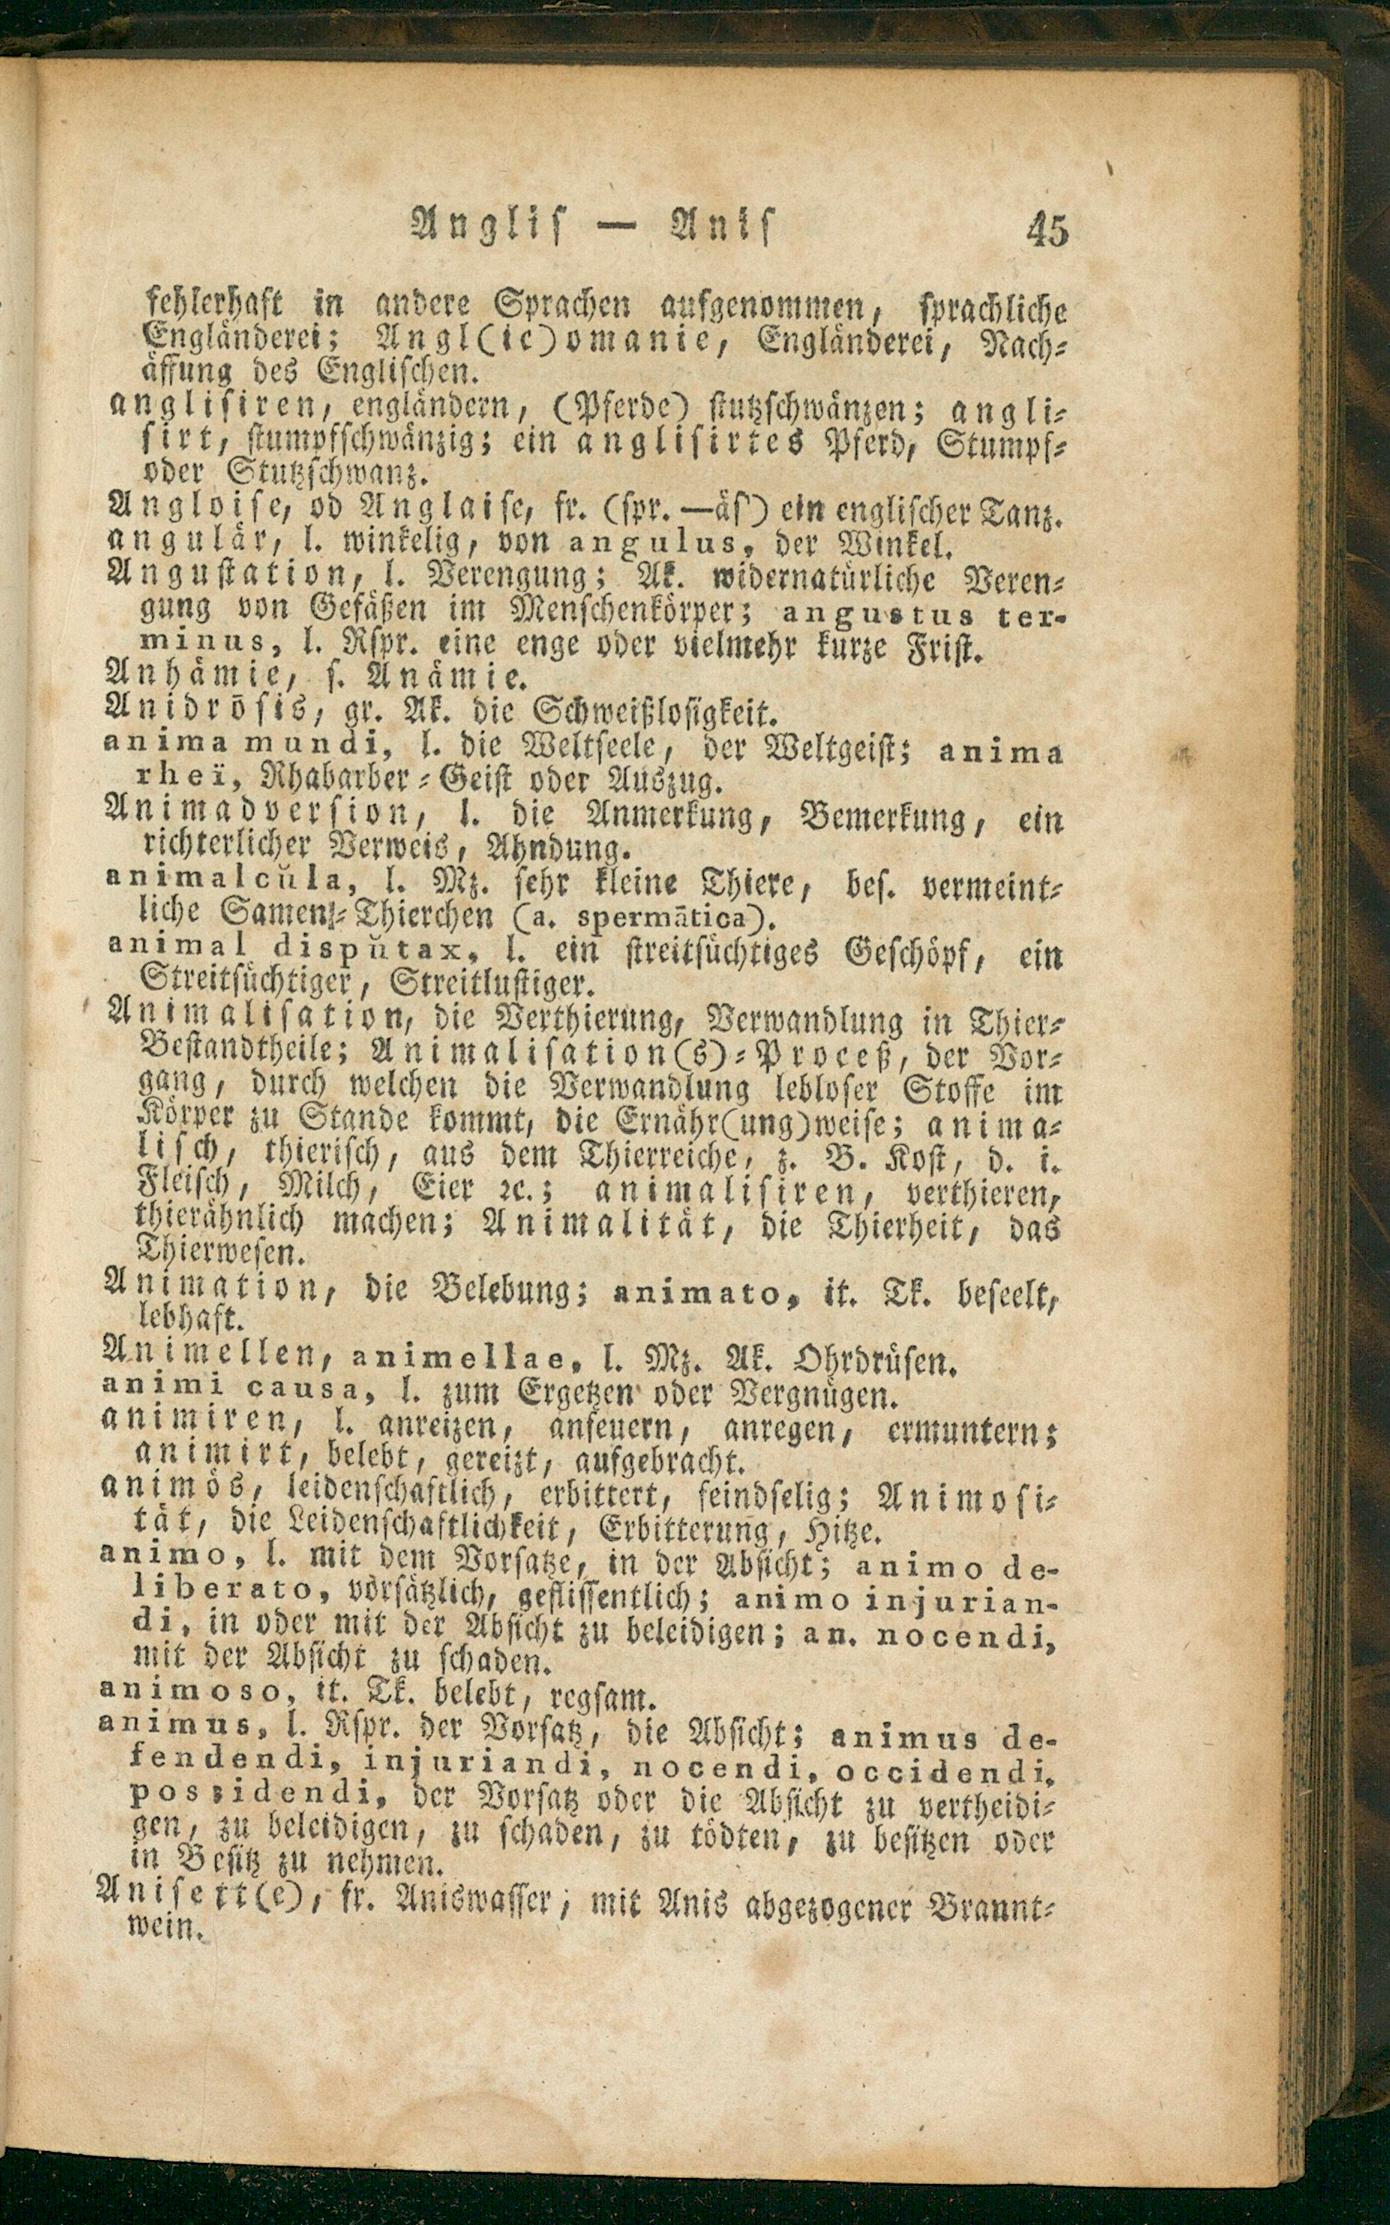 Anglis — Anis 45
fehlerhaft in andere Sprachen aufgenommen, sprachliche
Engländerei; Angl(ic)omanie, Engländerei, Nach-
äffung des Englischen.
anglisiren, engländern, (Pferde) stutzschwänzen; angli-
sirt, stumpfschwänzig; ein anglisirtes Pferd, Stumpf-
oder Stutzschwanz.
Angloise, od Anglaise, fr. (spr. —äs') ein englischer Tanz.
angulär, l. winkelig, von angulus, der Winkel.
Angustation, l. Verengung; Ak. widernatürliche Veren-
gung von Gefäßen im Menschenkörper; angustus ter-
minus, l. Rspr. eine enge oder vielmehr kurze Frist.
Anhämie, s. Anämie.
Anidrōsis, gr. Ak. die Schweißlosigkeit.
anima mundi, l. die Weltseele, der Weltgeist; anima
rheï, Rhabarber-Geist oder Auszug.
Animadversion, l. die Anmerkung, Bemerkung, ein
richterlicher Verweis, Ahndung.
animalcŭla, l. Mz. sehr kleine Thiere, bes. vermeint-
liche Samen-Thierchen (a. spermātica).
animal dispŭtax, l. ein streitsüchtiges Geschöpf, ein
Streitsüchtiger, Streitlustiger.
Animalisation, die Verthierung, Verwandlung in Thier-
Bestandtheile; Animalisation(s)-Proceß, der Vor-
gang, durch welchen die Verwandlung lebloser Stoffe im
Körper zu Stande kommt, die Ernähr(ung)weise; anima-
lisch, thierisch, aus dem Thierreiche, z. B. Kost, d. i.
Fleisch, Milch, Eier ꝛc.; animalisiren, verthieren,
thierähnlich machen; Animalität, die Thierheit, das
Thierwesen.
Animation, die Belebung; animato, it. Tk. beseelt,
lebhaft.
Animellen, animellae, l. Mz. Ak. Ohrdrüsen.
animi causa, l. zum Ergetzen oder Vergnügen.
animiren, l. anreizen, anfeuern, anregen, ermuntern;
animirt, belebt, gereizt, aufgebracht.
animös, leidenschaftlich, erbittert, feindselig; Animosi-
tät, die Leidenschaftlichkeit, Erbitterung, Hitze.
animo, l. mit dem Vorsatze, in der Absicht; animo de-
liberato, vorsätzlich, geflissentlich; animo injurian-
di, in oder mit der Absicht zu beleidigen; an. nocendi,
mit der Absicht zu schaden.
animoso, it. Tk. belebt, regsam.
animus, l. Rspr. der Vorsatz, die Absicht; animus de-
fendendi, injuriandi, nocendi, occidendi,
possidendi, der Vorsatz oder die Absicht zu vertheidi-
gen, zu beleidigen, zu schaden, zu tödten, zu besitzen oder
in Besitz zu nehmen.
Anisett(e), fr. Aniswasser, mit Anis abgezogener Brannt-
wein.